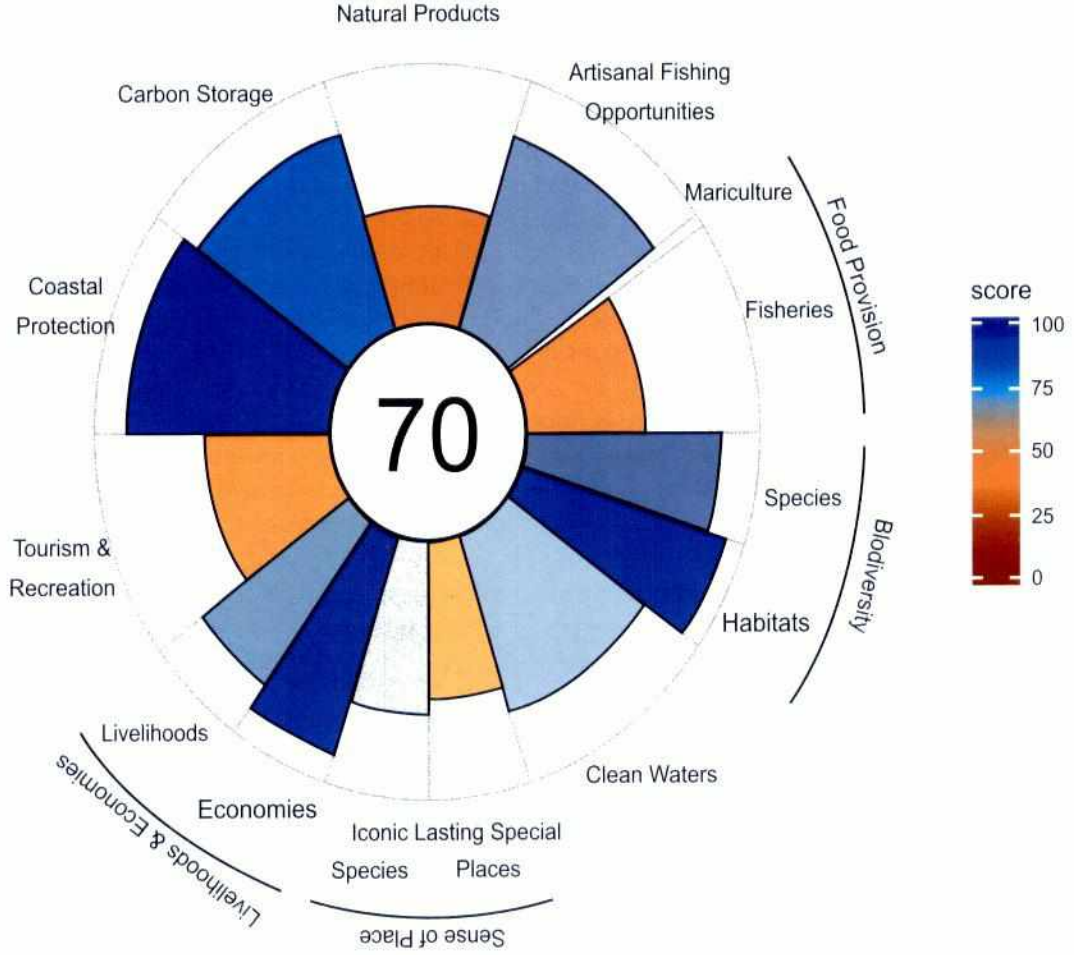 Natural Products
Artisanal Fishing
Opportunities
Carbon Storage
Mariculture
Food Provision
Fisheries
Coastal
Protection
score
100
75
50
25
0
70
Species
Biodiversity
Habitats
Tourism &
Recreation
Livelihoods
Clean Waters
Economies
Livelihoods & Economies
Iconic Lasting Special
Species Places
Sense of Place